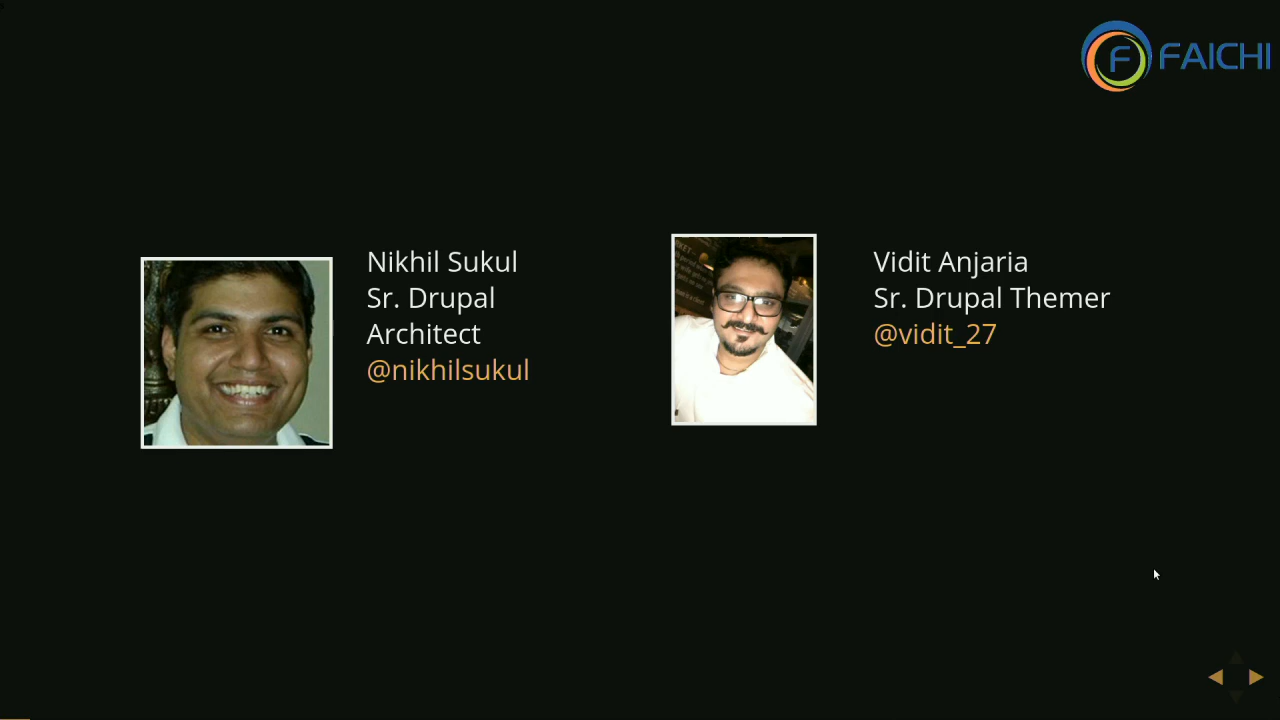 FAICHI
Nikhil Sukul
Sr. Drupal
Architect
@nikhilsukul
Vidit Anjaria
Sr. Drupal Themer
@vidit_27